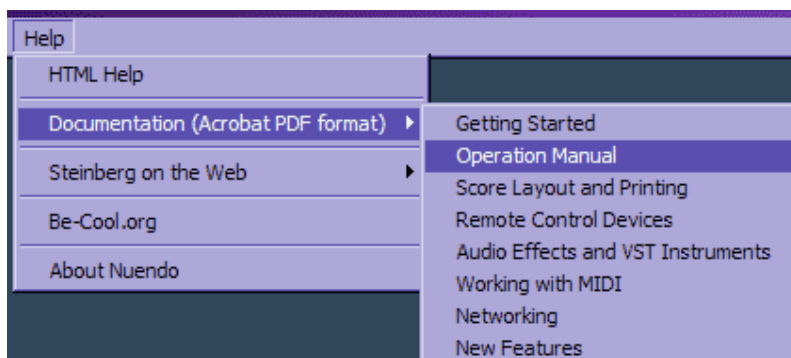 Help
HTML Help
Documentation (Acrobat PDF format)
Steinberg on the Web
Be-Cool.org
About Nuendo
Getting Started
Operation Manual
Score Layout and Printing
Remote Control Devices
Audio Effects and VST Instruments
Working with MIDI
Networking
New Features